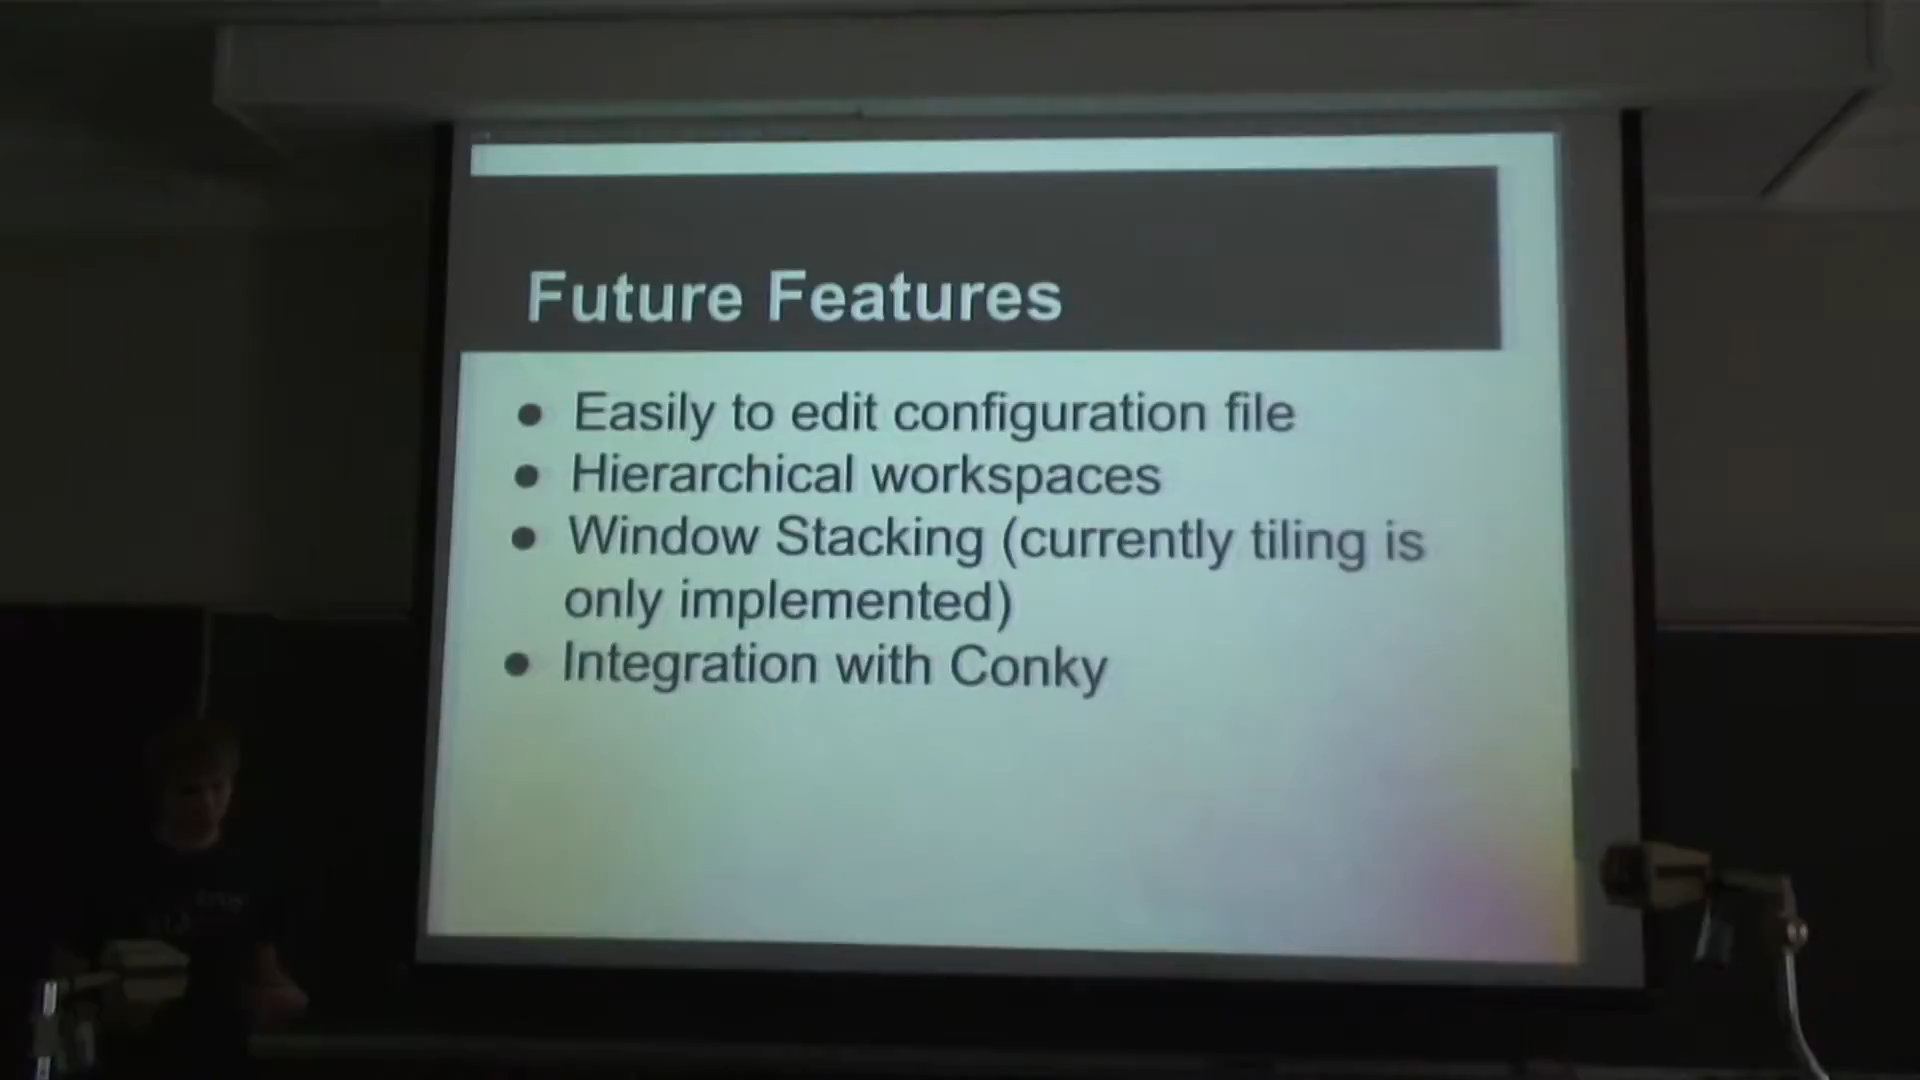 Future Features
● Easily to edit configuration file
● Hierarchical workspaces
● Window Stacking (currently tiling is
only implemented)
● Integration with Conky